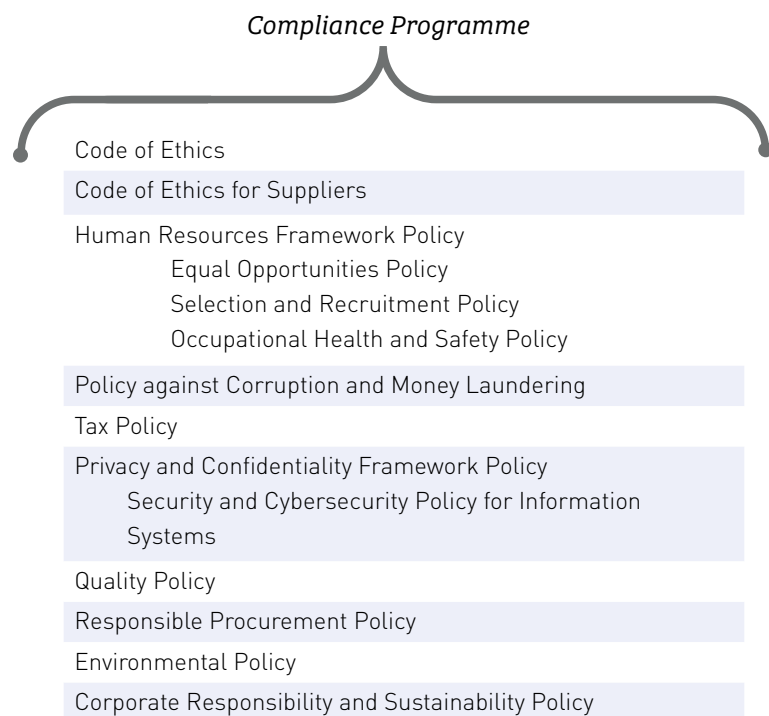 Compliance Programme
Code of Ethics
Code of Ethics for Suppliers
Human Resources Framework Policy
Equal Opportunities Policy
Selection and Recruitment Policy
Occupational Health and Safety Policy
Policy against Corruption and Money Laundering
Tax Policy
Privacy and Confidentiality Framework Policy
Security and Cybersecurity Policy for Information
Systems
Quality Policy
Responsible Procurement Policy
Environmental Policy
Corporate Responsibility and Sustainability Policy